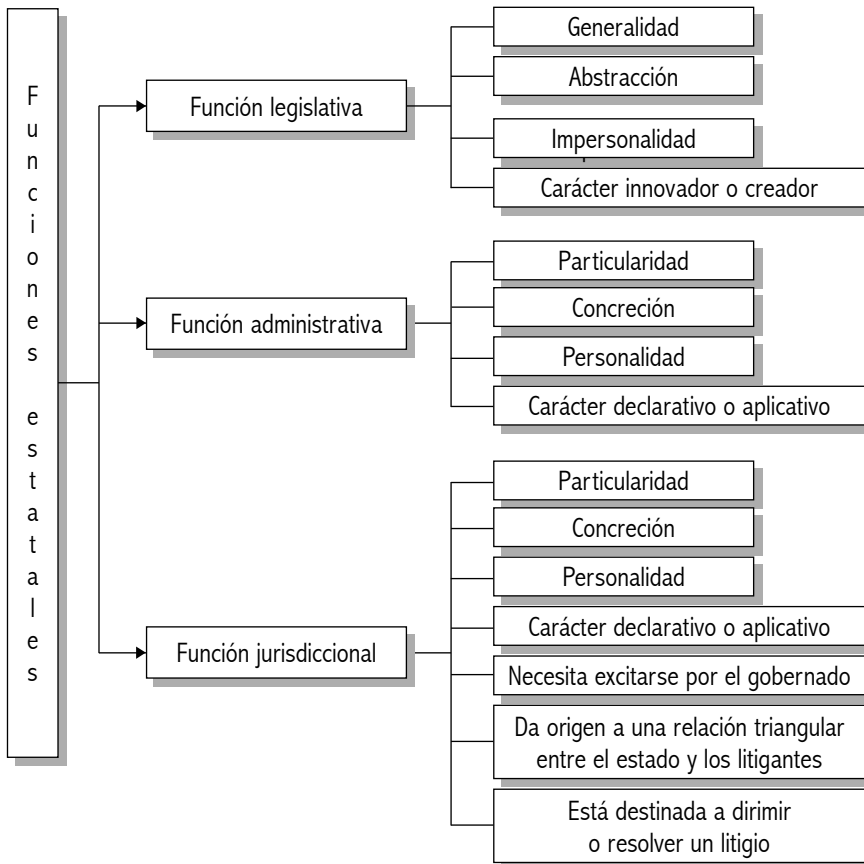 Funciones estatales
Función legislativa
Generalidad
Abstracción
Impersonalidad
Carácter innovador o creador
Función administrativa
Particularidad
Concreción
Personalidad
Carácter declarativo o aplicativo
Función jurisdiccional
Particularidad
Concreción
Personalidad
Carácter declarativo o aplicativo
Necesita excitarse por el gobernado
Da origen a una relación triangular
entre el estado y los litigantes
Está destinada a dirimir
o resolver un litigio